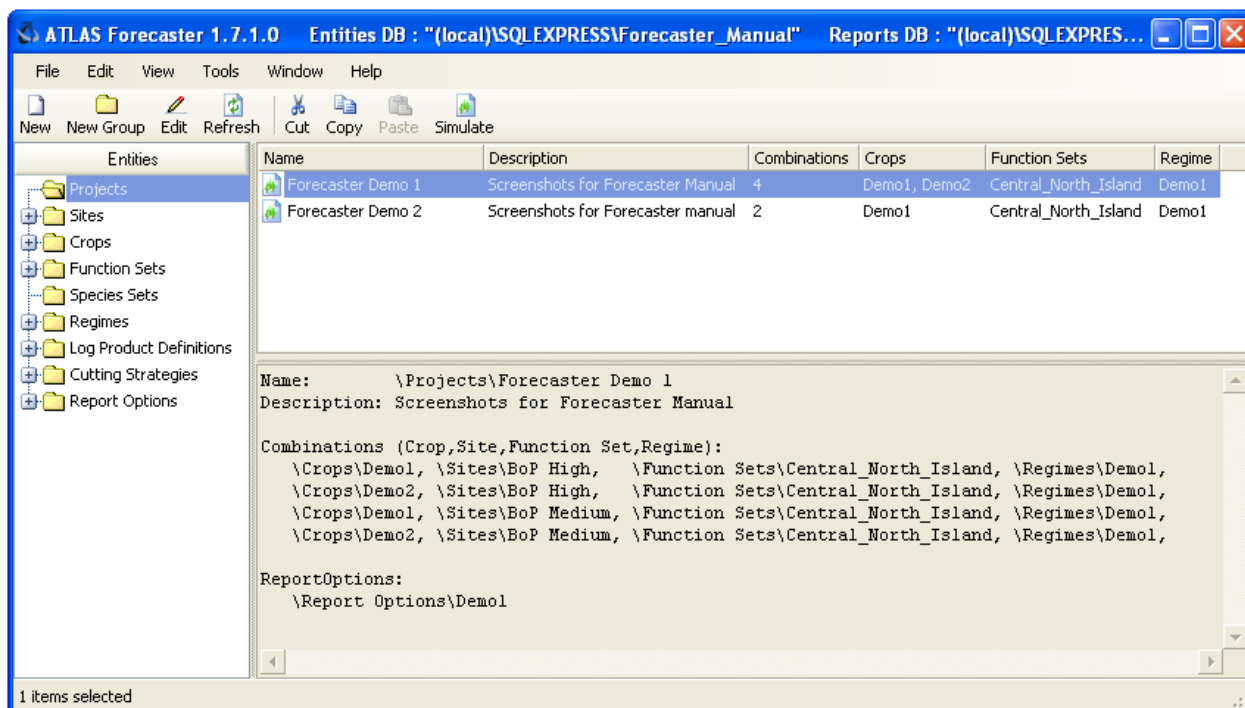 ATLAS Forecaster 1.7.1.0 Entities DB : "(local)\SQLEXPRESS\Forecaster_Manual" Reports DB : "(local)\SQLEXPRES...
File Edit View Tools Window Help
New New Group Edit Refresh Cut Copy Paste Simulate
Entities
Projects
Sites
Crops
Function Sets
Species Sets
Regimes
Log Product Definitions
Cutting Strategies
Report Options
Name Description Combinations Crops Function Sets Regime
Forecaster Demo 1 Screenshots for Forecaster Manual 4 Demo1, Demo2 Central_North_Island Demo1
Forecaster Demo 2 Screenshots for Forecaster manual 2 Demo1 Central_North_Island Demo1
Name: \Projects\Forecaster Demo 1
Description: Screenshots for Forecaster Manual
Combinations (Crop,Site,Function Set,Regime):
\Crops\Demo1, \Sites\BoP High, \Function Sets\Central_North_Island, \Regimes\Demo1,
\Crops\Demo2, \Sites\BoP High, \Function Sets\Central_North_Island, \Regimes\Demo1,
\Crops\Demo1, \Sites\BoP Medium, \Function Sets\Central_North_Island, \Regimes\Demo1,
\Crops\Demo2, \Sites\BoP Medium, \Function Sets\Central_North_Island, \Regimes\Demo1,
ReportOptions:
\Report Options\Demo1
1 items selected